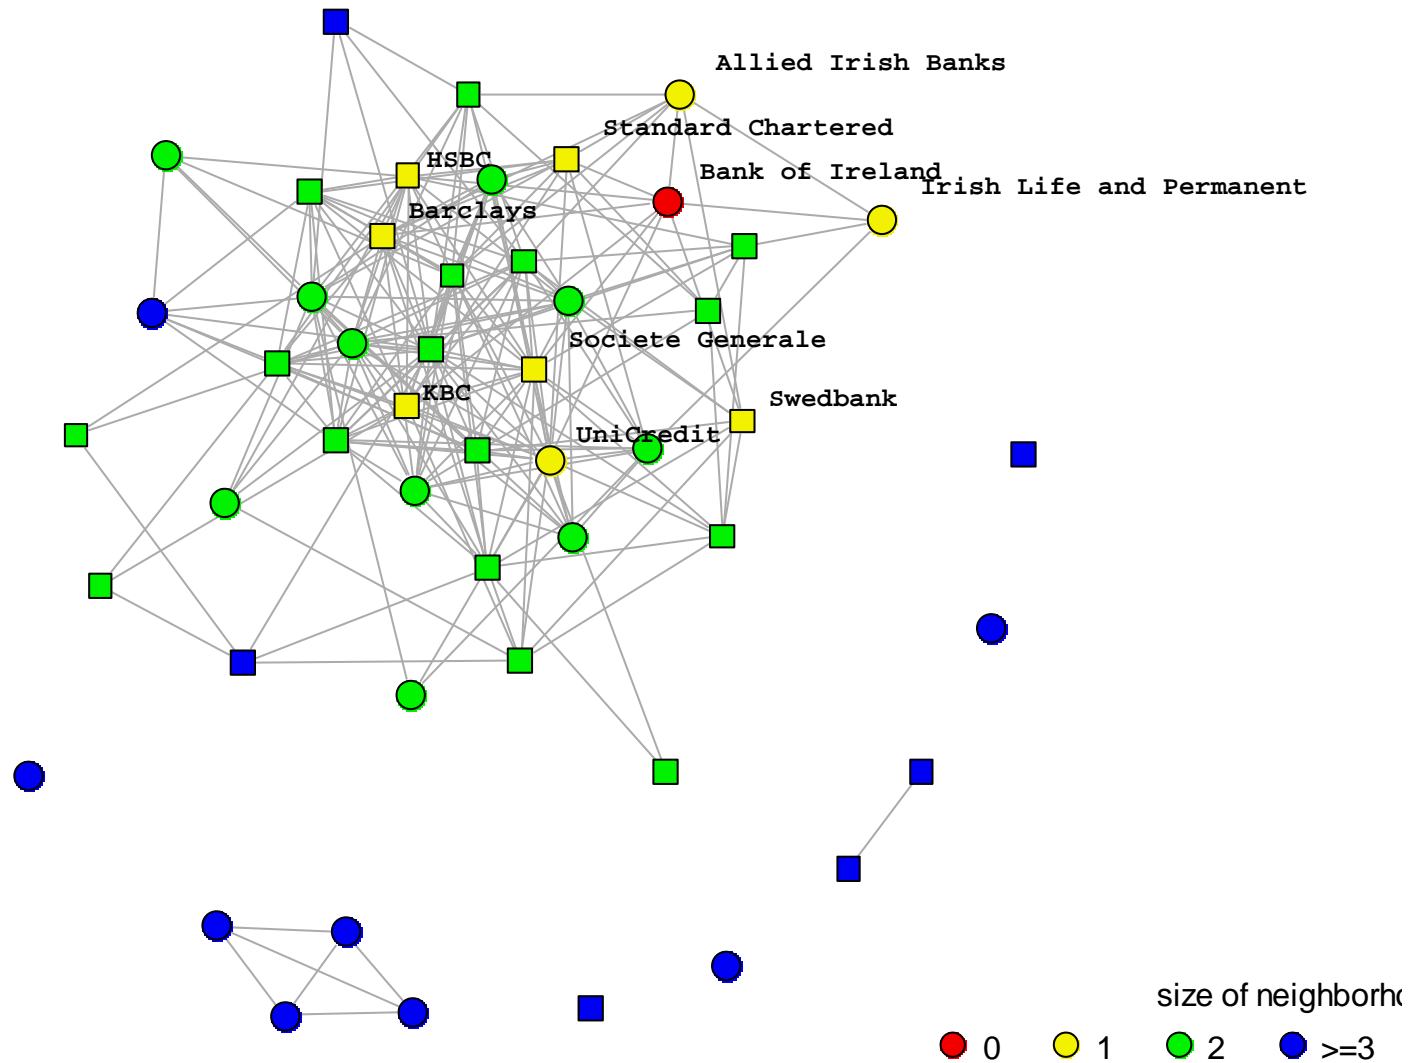 Allied Irish Banks
Standard Chartered
HSBC
Bank of Ireland
Irish Life and Permanent
Barclays
Societe Generale
KBC
Swedbank
UniCredit
size of neighborho
0 1 2 >=3